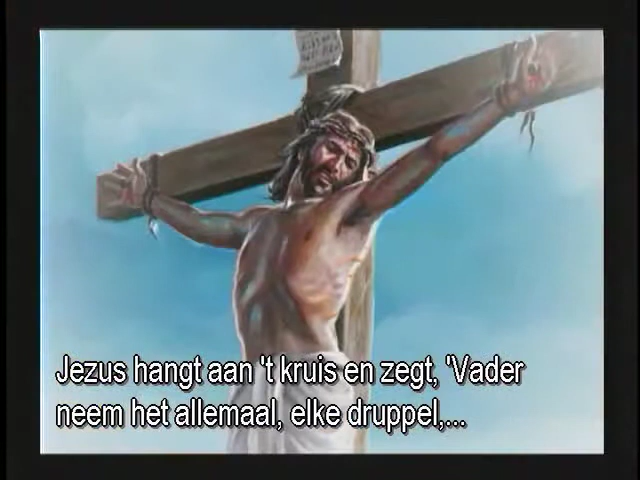 Jezus hangt aan 't kruis en zegt, 'Vader
neem het allemaal, elke druppel,...